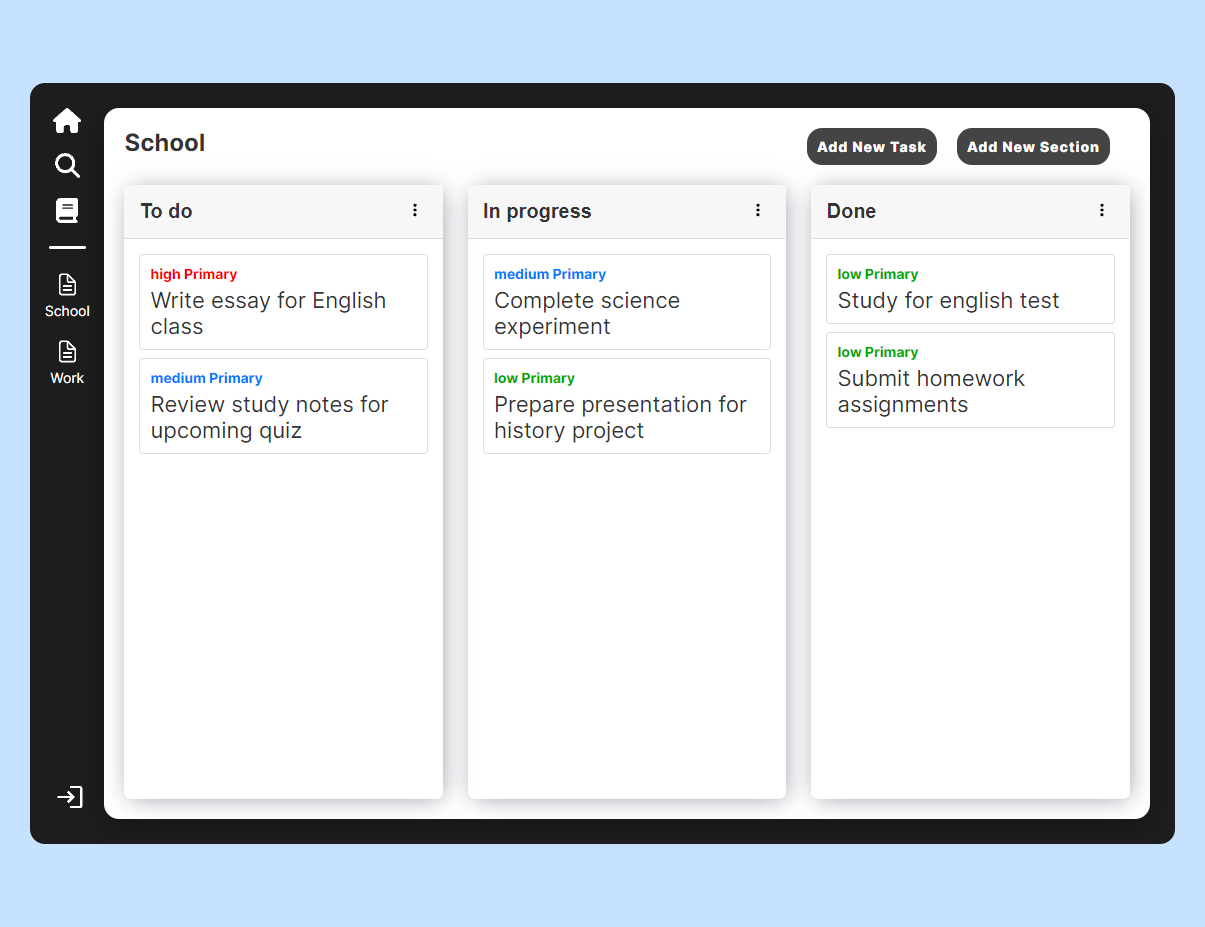 School
Work
School
Add New Task
Add New Section
To do
high Primary
Write essay for English
class
medium Primary
Review study notes for
upcoming quiz
In progress
medium Primary
Complete science
experiment
low Primary
Prepare presentation for
history project
Done
low Primary
Study for english test
low Primary
Submit homework
assignments